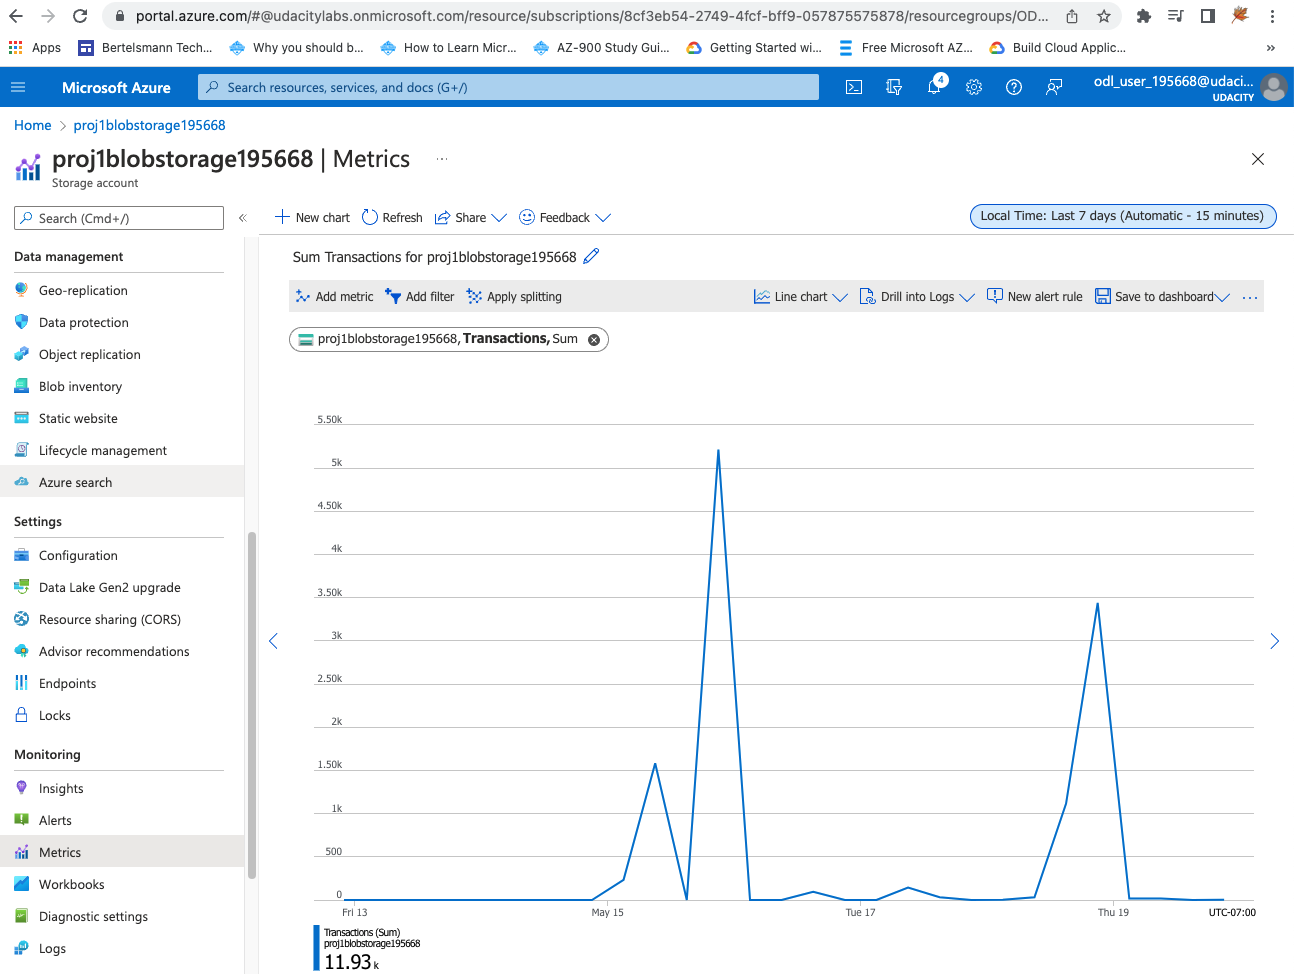 portal.azure.com/#@udacitylabs.onmicrosoft.com/resource/subscriptions/8cf3eb54-2749-4fcf-bff9-057875575878/resourcegroups/OD...
Apps
Bertelsmann Tech...
Why you should b...
How to Learn Micr...
AZ-900 Study Gui...
Getting Started wi...
Free Microsoft AZ...
Build Cloud Applic...
»
Microsoft Azure
Search resources, services, and docs (G+/)
4
odl_user_195668@udaci...
UDACITY
Home > proj1blobstorage195668
proj1blobstorage195668 | Metrics ...
Storage account
Search (Cmd+/)
«
New chart
Refresh
Share
Feedback
Local Time: Last 7 days (Automatic - 15 minutes)
Data management
Geo-replication
Data protection
Object replication
Blob inventory
Static website
Lifecycle management
Azure search
Settings
Configuration
Data Lake Gen2 upgrade
Resource sharing (CORS)
Advisor recommendations
Endpoints
Locks
Monitoring
Insights
Alerts
Metrics
Workbooks
Diagnostic settings
Logs
Sum Transactions for proj1blobstorage195668
Add metric
Add filter
Apply splitting
Line chart
Drill into Logs
New alert rule
Save to dashboard
...
proj1blobstorage195668, Transactions, Sum
5.50k
5k
4.50k
4k
3.50k
3k
2.50k
2k
1.50k
1k
500
0
Fri 13
May 15
Tue 17
Thu 19
UTC-07:00
Transactions (Sum)
proj1blobstorage195668
11.93 k